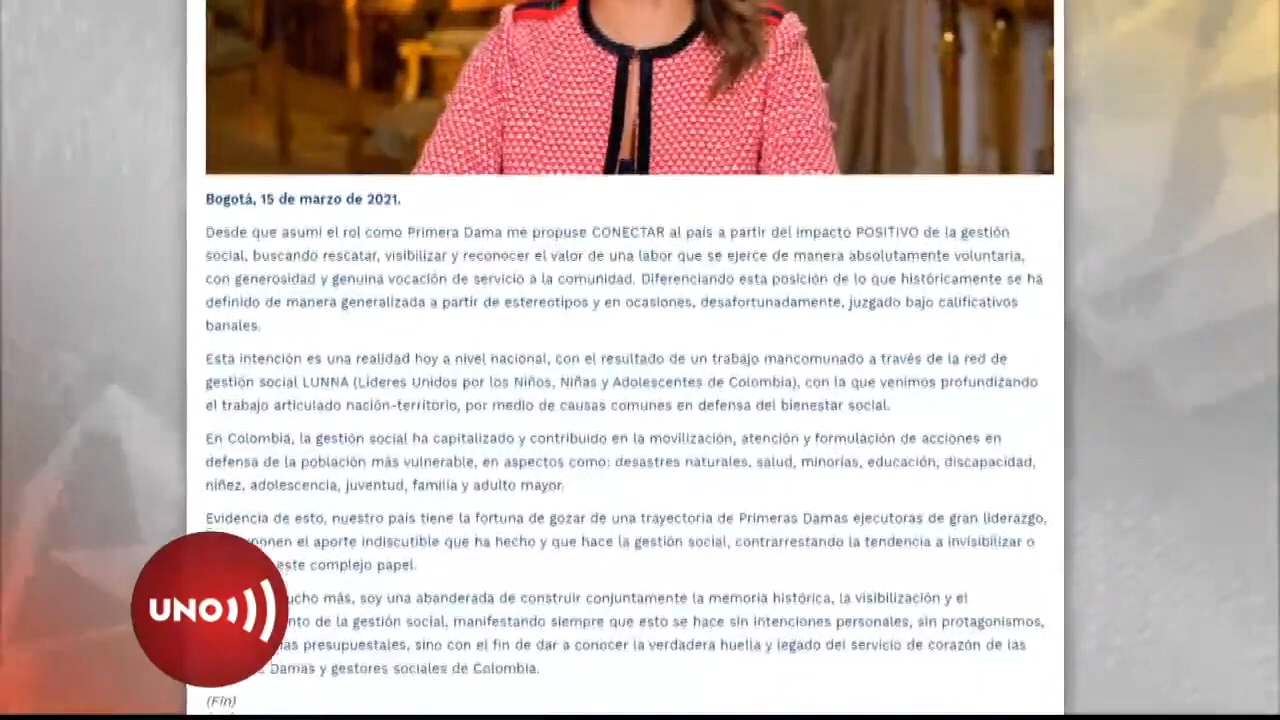 Bogotá, 15 de marzo de 2021.
Desde que asumí el rol como Primera Dama me propuse CONECTAR al país a partir del impacto POSITIVO de la gestión
social, buscando rescatar, visibilizar y reconocer el valor de una labor que se ejerce de manera absolutamente voluntaria,
con generosidad y genuina vocación de servicio a la comunidad. Diferenciando esta posición de lo que históricamente se ha
definido de manera generalizada a partir de estereotipos y en ocasiones, desafortunadamente, juzgado bajo calificativos
banales.
Esta intención es una realidad hoy a nivel nacional, con el resultado de un trabajo mancomunado a través de la red de
gestión social LUNNA (Líderes Unidos por los Niños, Niñas y Adolescentes de Colombia), con la que venimos profundizando
el trabajo articulado nación-territorio, por medio de causas comunes en defensa del bienestar social.
En Colombia, la gestión social ha capitalizado y contribuido en la movilización, atención y formulación de acciones en
defensa de la población más vulnerable, en aspectos como: desastres naturales, salud, minorías, educación, discapacidad,
niñez, adolescencia, juventud, familia y adulto mayor.
Evidencia de esto, nuestro país tiene la fortuna de gozar de una trayectoria de Primeras Damas ejecutoras de gran liderazgo,
el aporte indiscutible que ha hecho y que hace la gestión social, contrarrestando la tendencia a invisibilizar o
este complejo papel.
más, soy una abanderada de construir conjuntamente la memoria histórica, la visibilización y el
de la gestión social, manifestando siempre que esto se hace sin intenciones personales, sin protagonismos,
presupuestales, sino con el fin de dar a conocer la verdadera huella y legado del servicio de corazón de las
Damas y gestores sociales de Colombia.
(Fin)
UNO